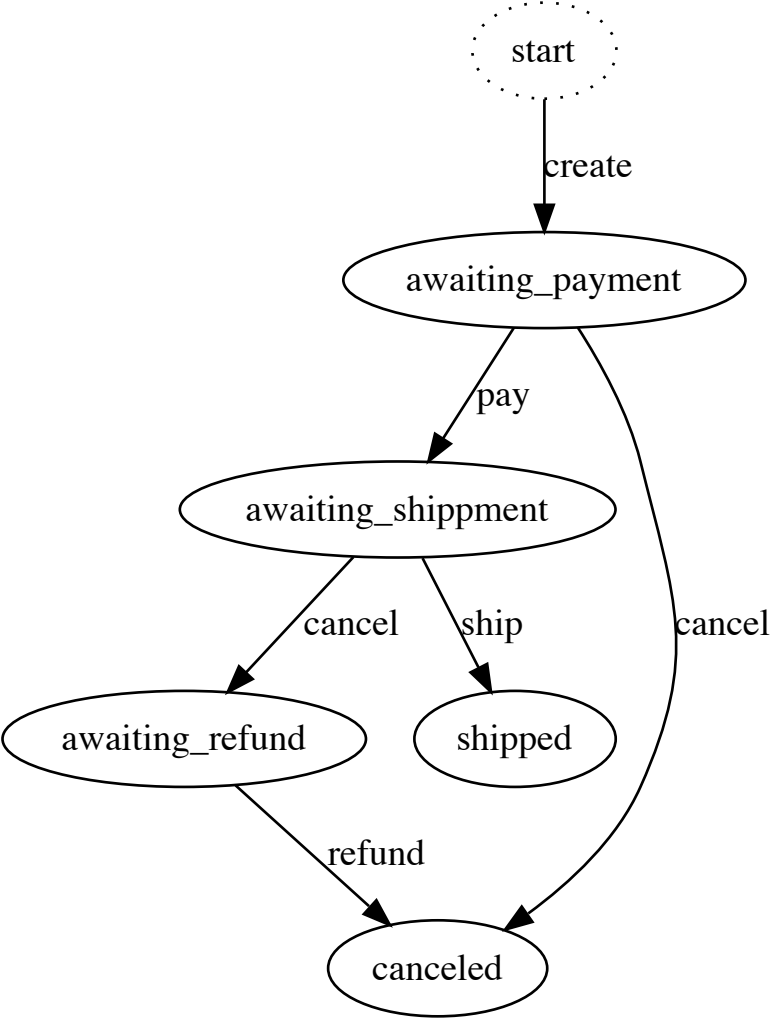 start
create
awaiting_payment
pay
awaiting_shippment
cancel
ship
cancel
awaiting_refund
shipped
refund
canceled